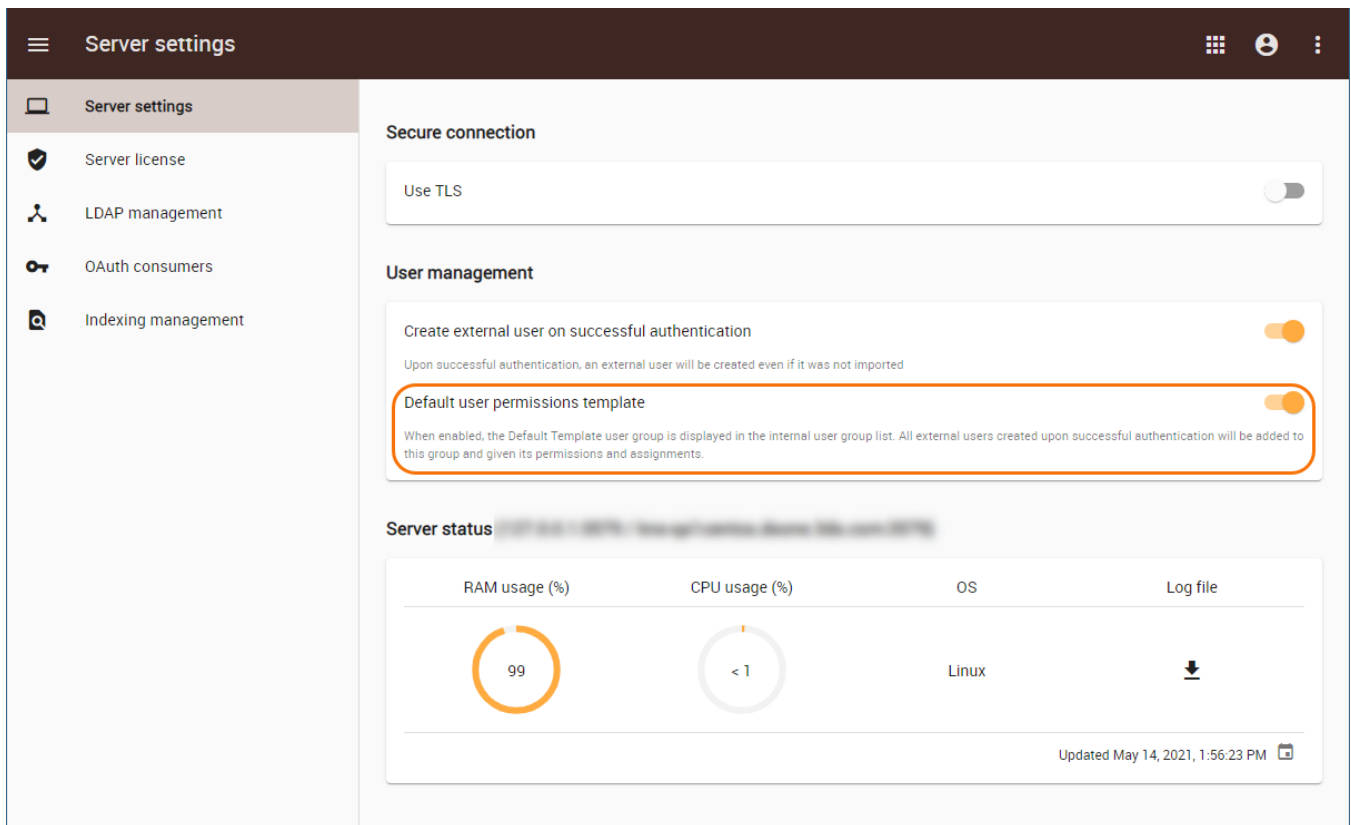 Server settings
Server settings
Server license
LDAP management
OAuth consumers
Indexing management
Secure connection
Use TLS
User management
Create external user on successful authentication
Upon successful authentication, an external user will be created even if it was not imported
Default user permissions template
When enabled, the Default Template user group is displayed in the internal user group list. All external users created upon successful authentication will be added to
this group and given its permissions and assignments.
Server status
RAM usage (%) CPU usage (%) OS Log file
99 < 1 Linux
Updated May 14, 2021, 1:56:23 PM